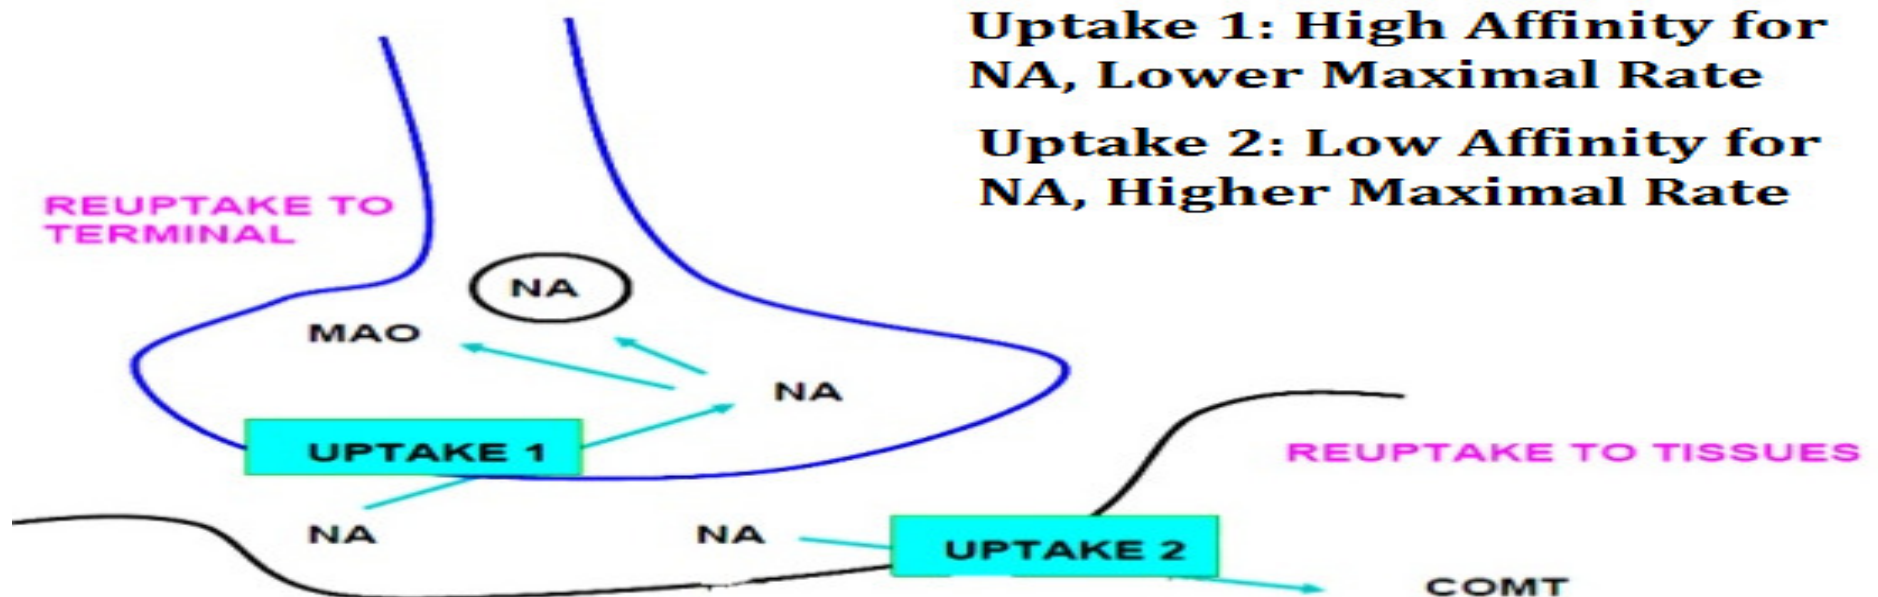 Uptake 1: High Affinity for
NA, Lower Maximal Rate
Uptake 2: Low Affinity for
NA, Higher Maximal Rate
REUPTAKE TO
TERMINAL
NA
MAO
NA
UPTAKE 1
REUPTAKE TO TISSUES
NA
NA
UPTAKE 2
COMT